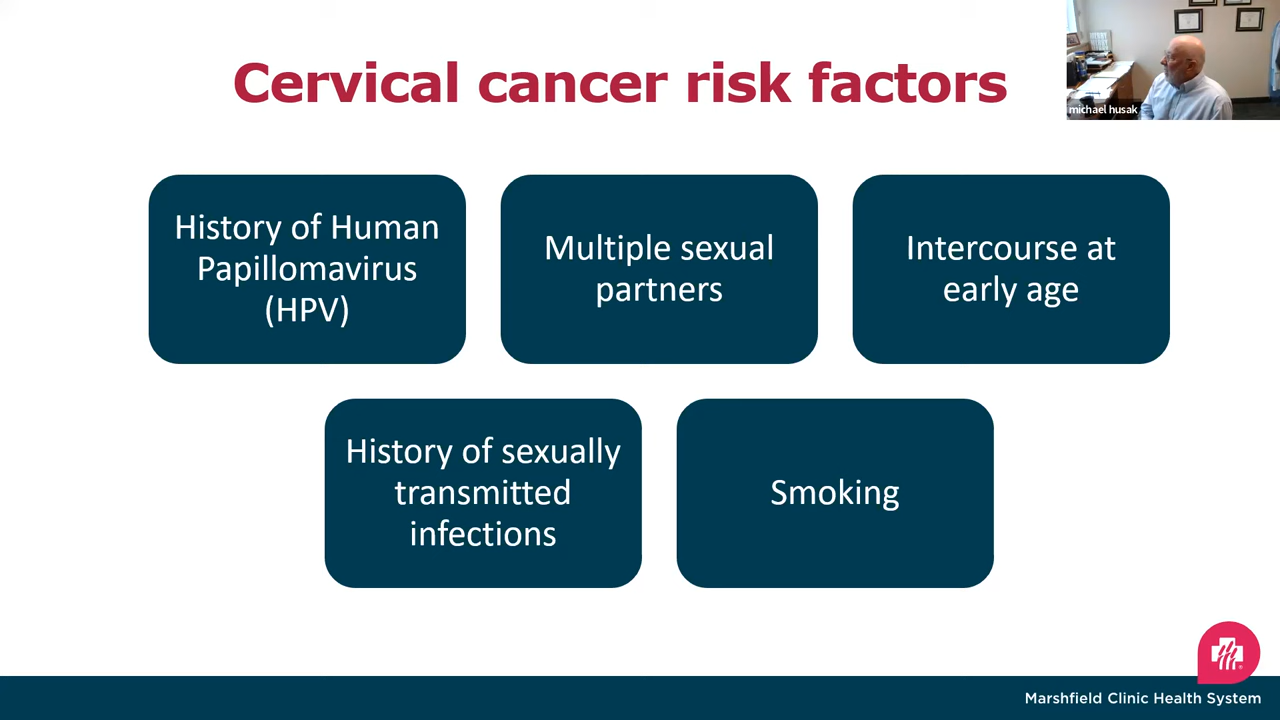 Cervical cancer risk factors
michael husak
History of Human
Papillomavirus
(HPV)
Multiple sexual
partners
Intercourse at
early age
History of sexually
transmitted
infections
Smoking
Marshfield Clinic Health System